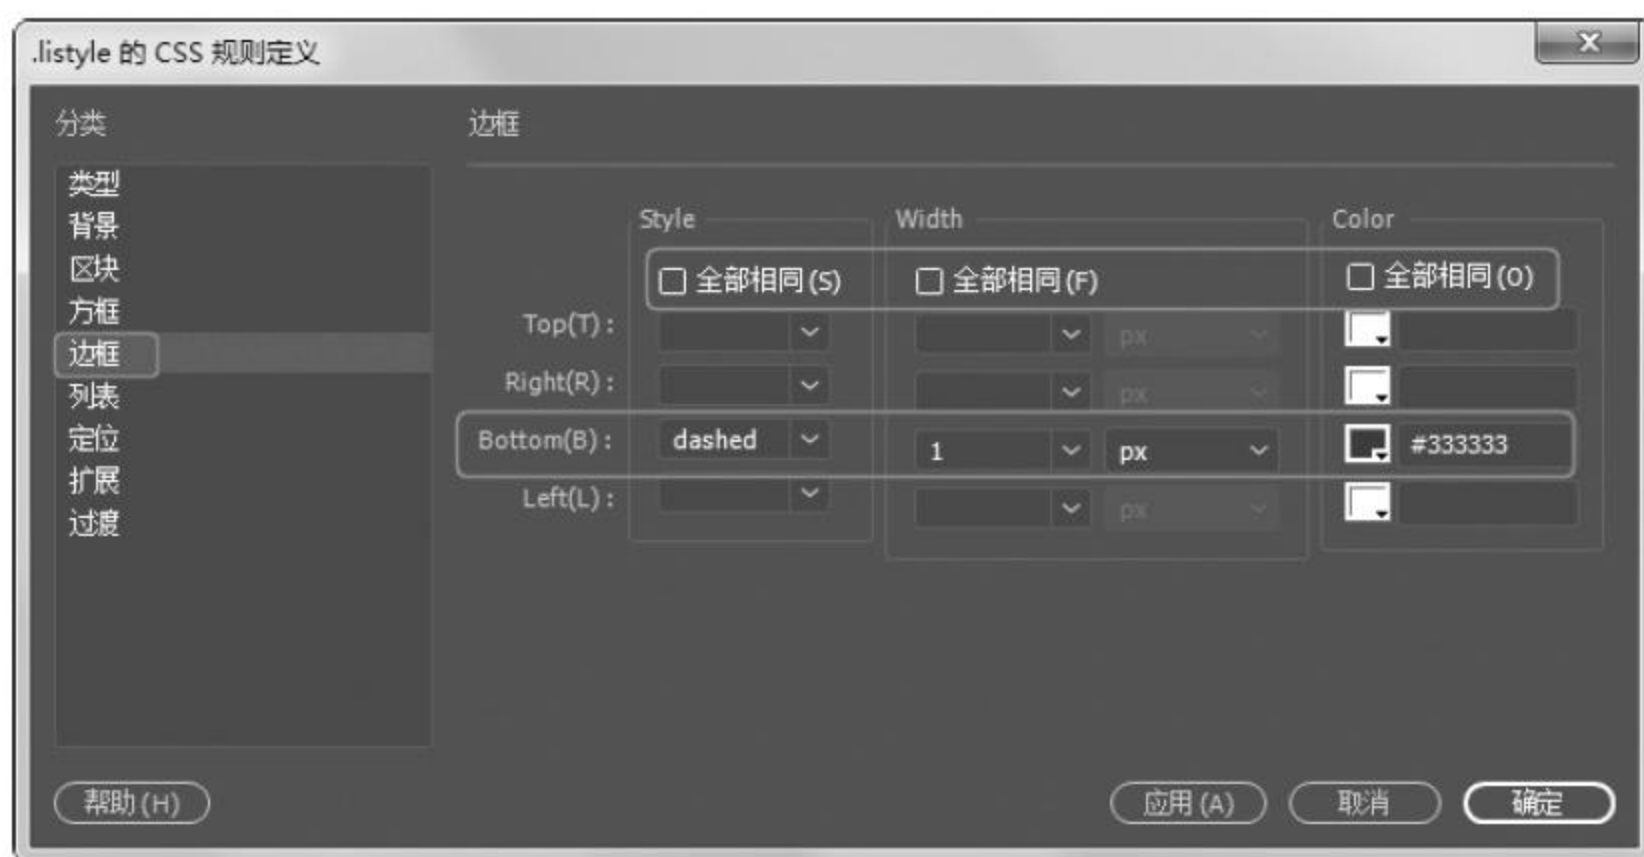 .listyle 的 CSS 规则定义
分类
类型
背景
区块
方框
边框
列表
定位
扩展
过渡
边框
Style Width Color
全部相同(S) 全部相同(F) 全部相同(O)
Top(T): px
Right(R): px
Bottom(B): dashed 1 px #333333
Left(L): px
帮助(H) 应用(A) 取消 确定